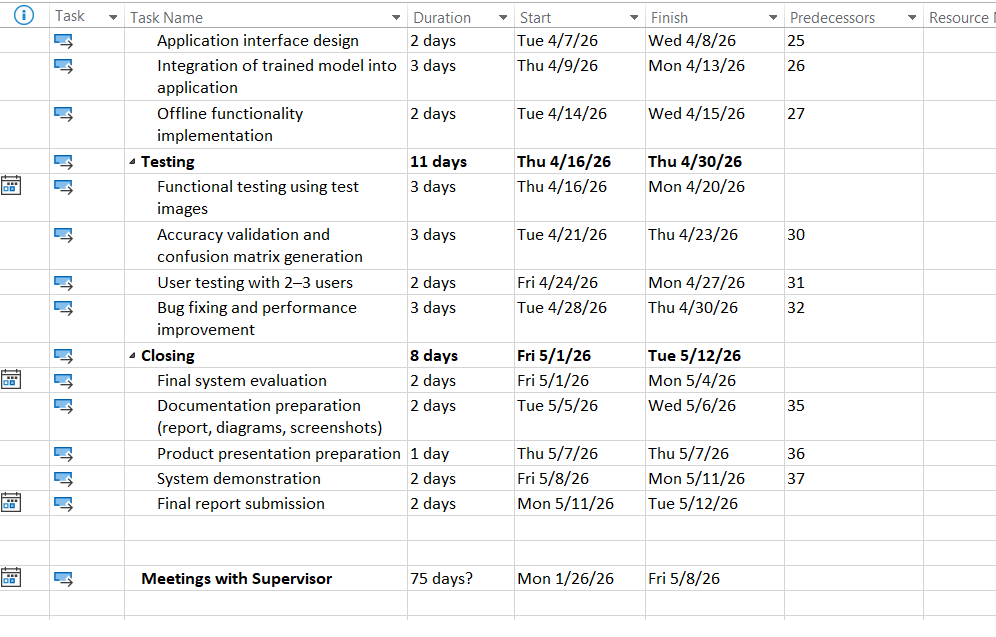 Task Task Name Duration Start Finish Predecessors Resource
Application interface design 2 days Tue 4/7/26 Wed 4/8/26 25
Integration of trained model into 3 days Thu 4/9/26 Mon 4/13/26 26
application
Offline functionality 2 days Tue 4/14/26 Wed 4/15/26 27
implementation
Testing 11 days Thu 4/16/26 Thu 4/30/26
Functional testing using test 3 days Thu 4/16/26 Mon 4/20/26
images
Accuracy validation and 3 days Tue 4/21/26 Thu 4/23/26 30
confusion matrix generation
User testing with 2–3 users 2 days Fri 4/24/26 Mon 4/27/26 31
Bug fixing and performance 3 days Tue 4/28/26 Thu 4/30/26 32
improvement
Closing 8 days Fri 5/1/26 Tue 5/12/26
Final system evaluation 2 days Fri 5/1/26 Mon 5/4/26
Documentation preparation 2 days Tue 5/5/26 Wed 5/6/26 35
(report, diagrams, screenshots)
Product presentation preparation 1 day Thu 5/7/26 Thu 5/7/26 36
System demonstration 2 days Fri 5/8/26 Mon 5/11/26 37
Final report submission 2 days Mon 5/11/26 Tue 5/12/26
Meetings with Supervisor 75 days? Mon 1/26/26 Fri 5/8/26